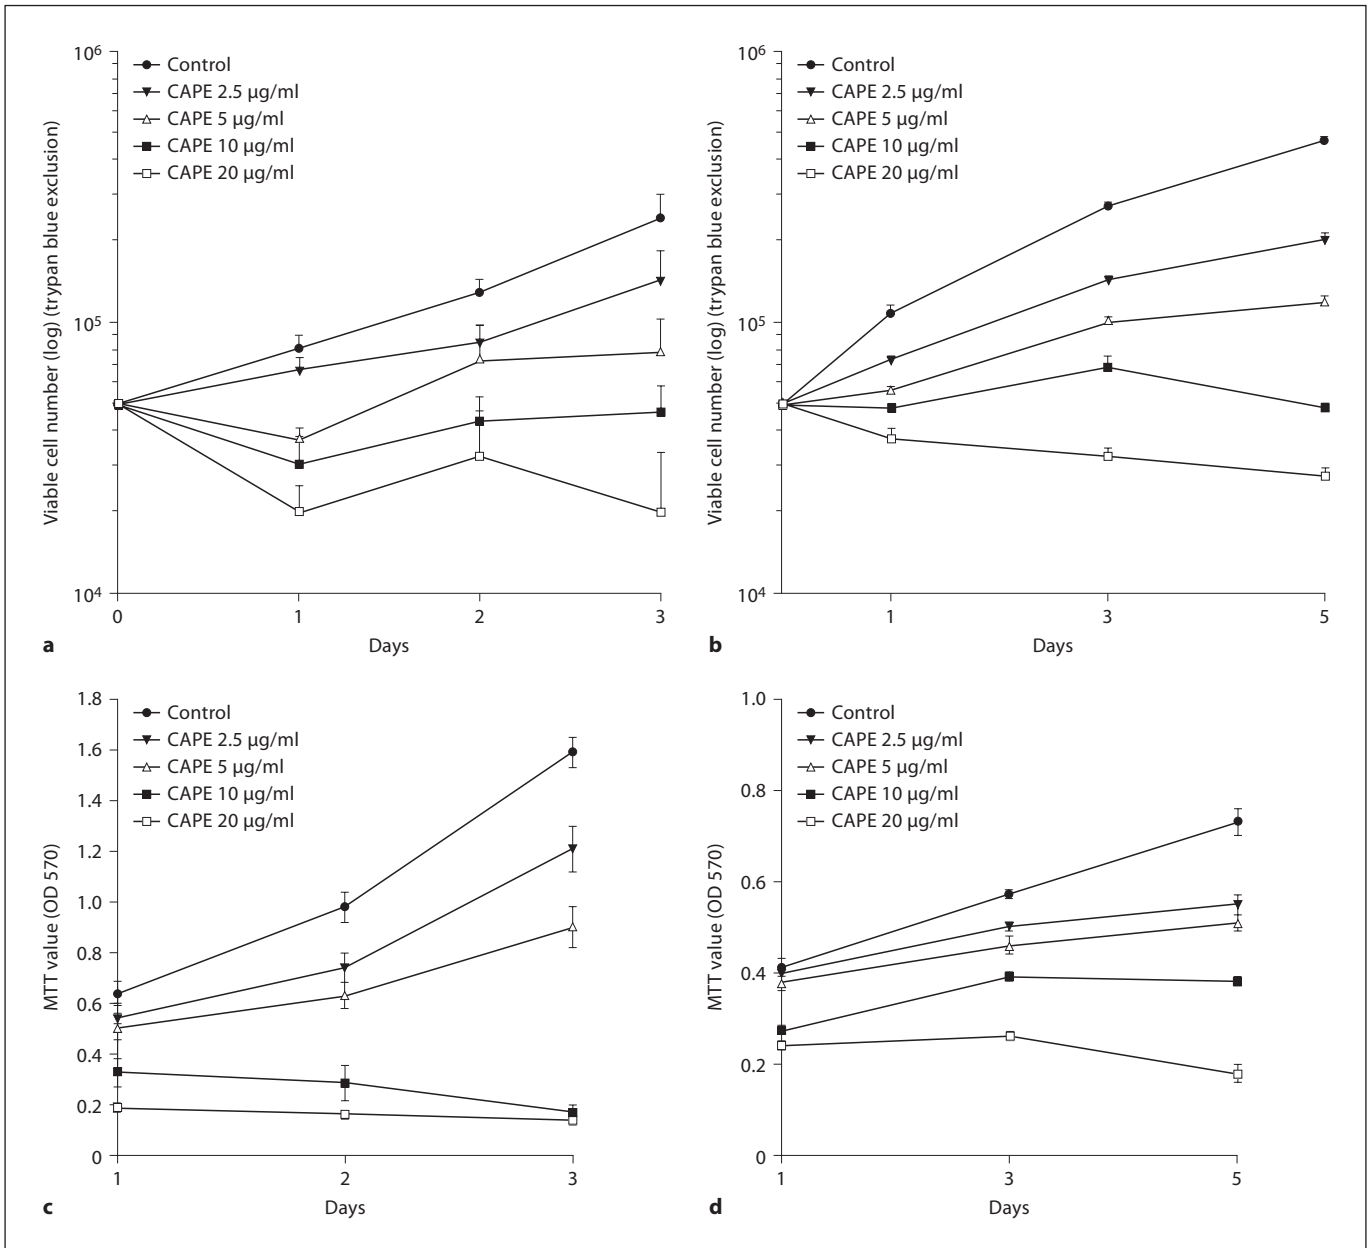 10⁶
Control
CAPE 2.5 µg/ml
CAPE 5 µg/ml
CAPE 10 µg/ml
CAPE 20 µg/ml
Viable cell number (log) (trypan blue exclusion)
10⁵
10⁴
0
1
2
3
a
Days
10⁶
Control
CAPE 2.5 µg/ml
CAPE 5 µg/ml
CAPE 10 µg/ml
CAPE 20 µg/ml
Viable cell number (log) (trypan blue exclusion)
10⁵
10⁴
1
3
5
b
Days
1.8
Control
CAPE 2.5 µg/ml
CAPE 5 µg/ml
CAPE 10 µg/ml
CAPE 20 µg/ml
1.6
1.4
1.2
MTT value (OD 570)
1.0
0.8
0.6
0.4
0.2
0
1
2
3
c
Days
1.0
Control
CAPE 2.5 µg/ml
CAPE 5 µg/ml
CAPE 10 µg/ml
CAPE 20 µg/ml
0.8
MTT value (OD 570)
0.6
0.4
0.2
0
1
3
5
d
Days